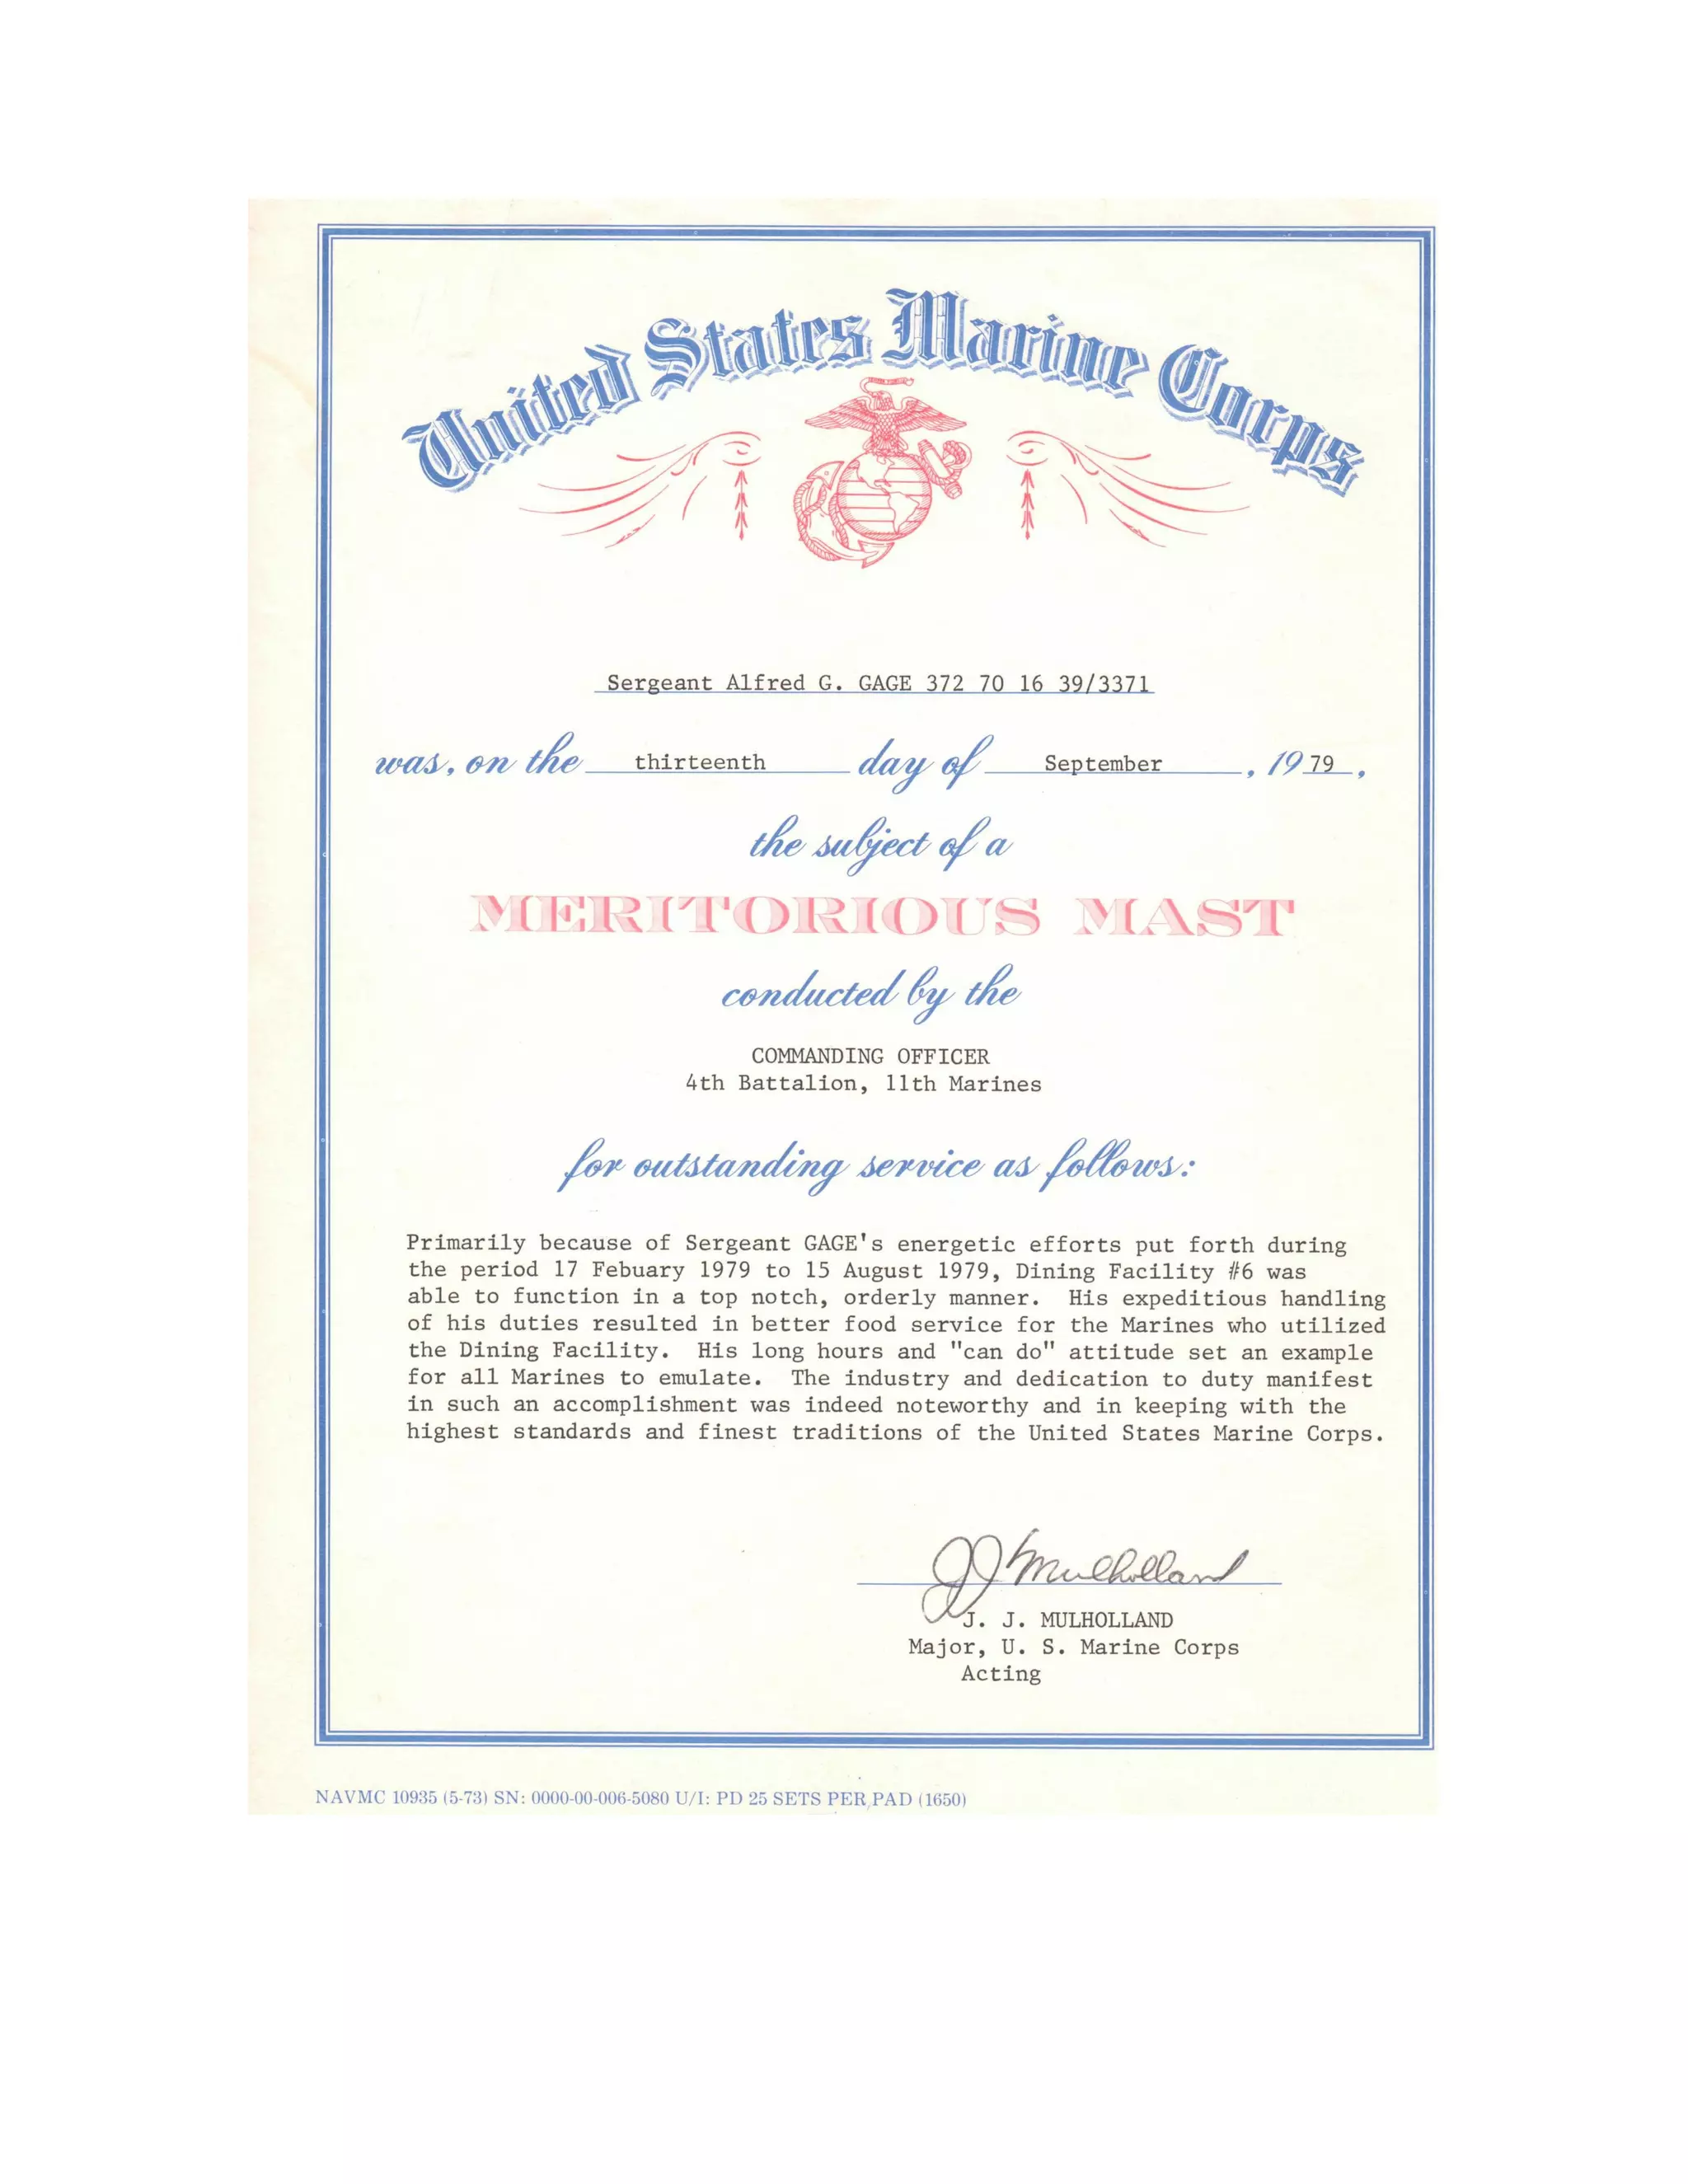 United States Marine Corps
Sergeant Alfred G. GAGE 372 70 16 39/3371
was, on the thirteenth day of September, 19 79,
the subject of a
MERITORIOUS MAST
conducted by the
COMMANDING OFFICER
4th Battalion, 11th Marines
for outstanding service as follows:
Primarily because of Sergeant GAGE's energetic efforts put forth during
the period 17 Febuary 1979 to 15 August 1979, Dining Facility #6 was
able to function in a top notch, orderly manner. His expeditious handling
of his duties resulted in better food service for the Marines who utilized
the Dining Facility. His long hours and "can do" attitude set an example
for all Marines to emulate. The industry and dedication to duty manifest
in such an accomplishment was indeed noteworthy and in keeping with the
highest standards and finest traditions of the United States Marine Corps.
JJ Mulholland
J. J. MULHOLLAND
Major, U. S. Marine Corps
Acting
NAVMC 10935 (5-73) SN: 0000-00-006-5080 U/I: PD 25 SETS PER PAD (1650)